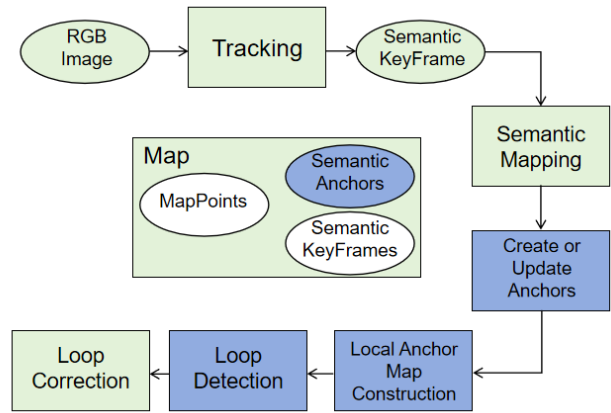 RGB
Image
Tracking
Semantic
KeyFrame
Semantic
Mapping
Map
MapPoints
Semantic
Anchors
Semantic
KeyFrames
Create or
Update
Anchors
Local Anchor
Map
Construction
Loop
Detection
Loop
Correction